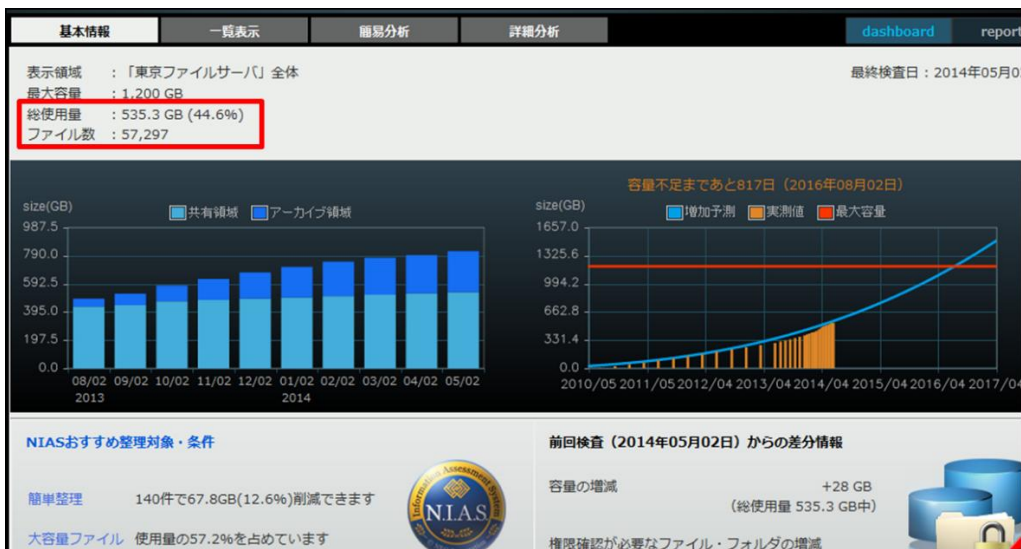 基本情報 一覧表示 簡易分析 詳細分析 dashboard report
表示領域 :「東京ファイルサーバ」全体 最終検査日:2014年05月0
最大容量 : 1,200 GB
総使用量 : 535.3 GB (44.6%)
ファイル数 : 57,297
size(GB)
共有領域 アーカイブ領域
987.5
790.0
592.5
395.0
197.5
0.0
08/02 09/02 10/02 11/02 12/02 01/02 02/02 03/02 04/02 05/02
2013 2014
容量不足まであと817日(2016年08月02日)
size(GB)
増加予測 実測値 最大容量
1657.0
1325.6
994.2
662.8
331.4
0.0
2010/05 2011/05 2012/04 2013/04 2014/04 2015/04 2016/04 2017/04
NIASおすすめ整理対象・条件
簡単整理 140件で67.8GB(12.6%)削減できます
大容量ファイル 使用量の57.2%を占めています
Information Assessment System
N.I.A.S.
前回検査(2014年05月02日)からの差分情報
容量の増減 +28 GB
(総使用量 535.3 GB中)
権限確認が必要なファイル・フォルダの増減